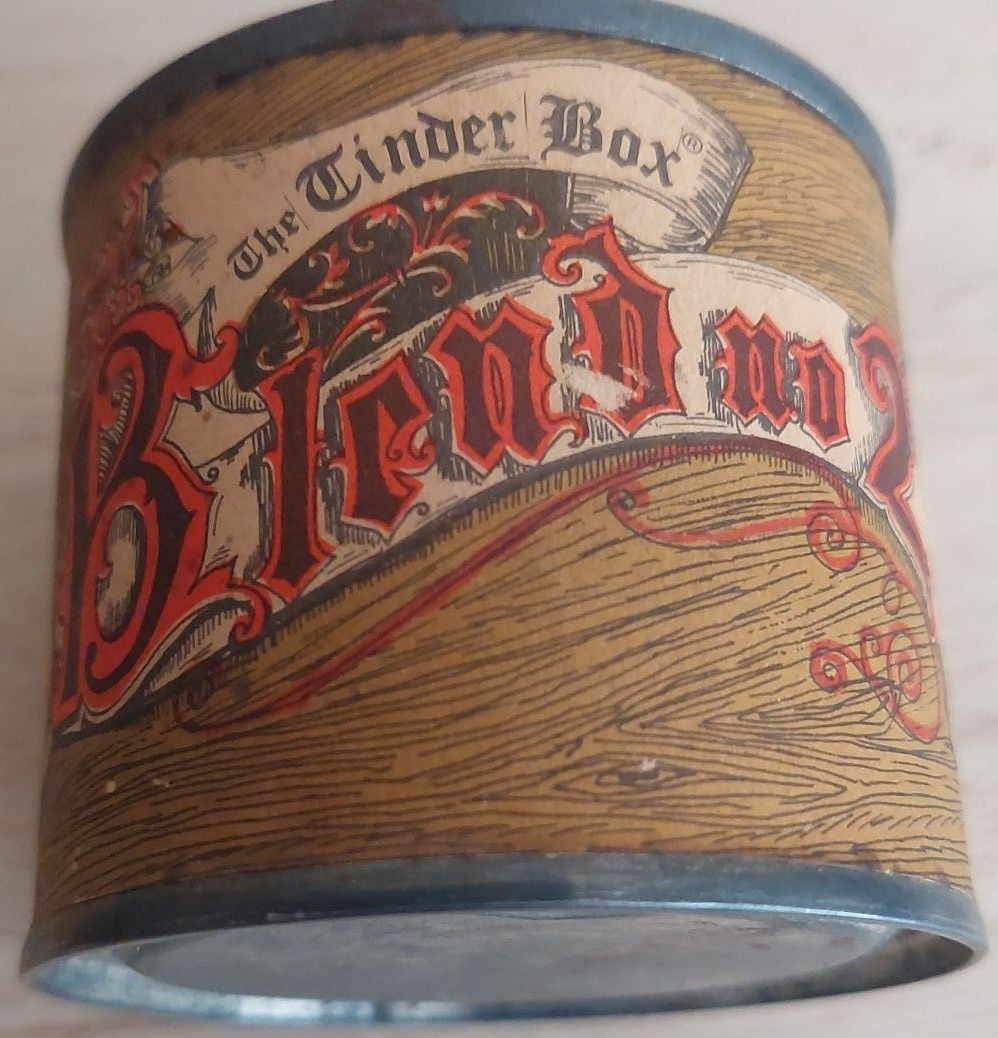 The Tinder Box®
Blend no